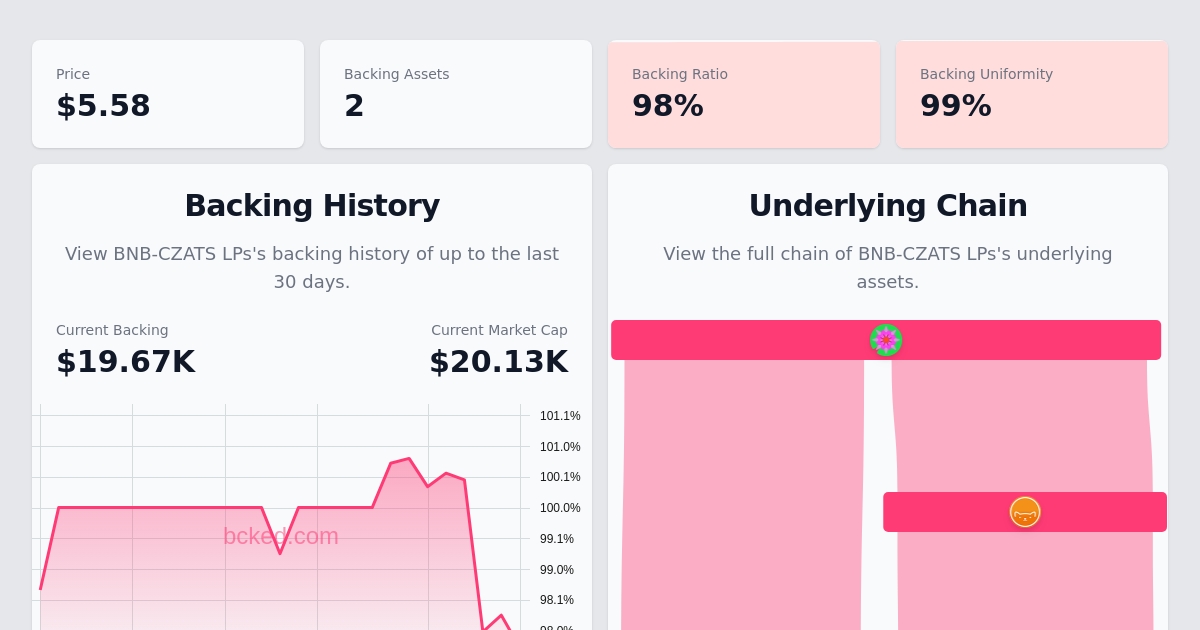 Price
$5.58
Backing Assets
2
Backing Ratio
98%
Backing Uniformity
99%
Backing History
View BNB-CZATS LPs's backing history of up to the last
30 days.
Current Backing
$19.67K
Current Market Cap
$20.13K
101.1%
101.0%
100.1%
100.0%
99.1%
99.0%
98.1%
98.0%
bcked.com
Underlying Chain
View the full chain of BNB-CZATS LPs's underlying
assets.